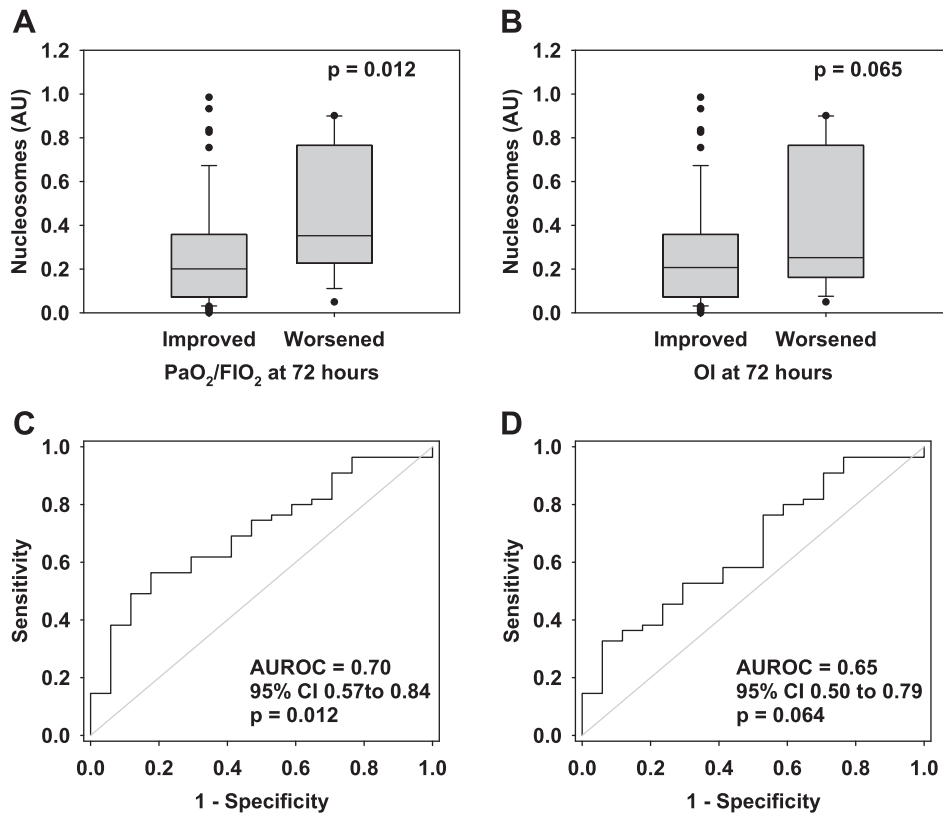 A
B
1.2
1.0
0.8
0.6
0.4
0.2
0.0
Nucleosomes (AU)
p = 0.012
Improved
Worsened
PaO₂/FIO₂ at 72 hours
1.2
1.0
0.8
0.6
0.4
0.2
0.0
Nucleosomes (AU)
p = 0.065
Improved
Worsened
OI at 72 hours
C
D
1.0
0.8
0.6
0.4
0.2
0.0
Sensitivity
AUROC = 0.70
95% CI 0.57to 0.84
p = 0.012
0.0 0.2 0.4 0.6 0.8 1.0
1 - Specificity
1.0
0.8
0.6
0.4
0.2
0.0
Sensitivity
AUROC = 0.65
95% CI 0.50 to 0.79
p = 0.064
0.0 0.2 0.4 0.6 0.8 1.0
1 - Specificity